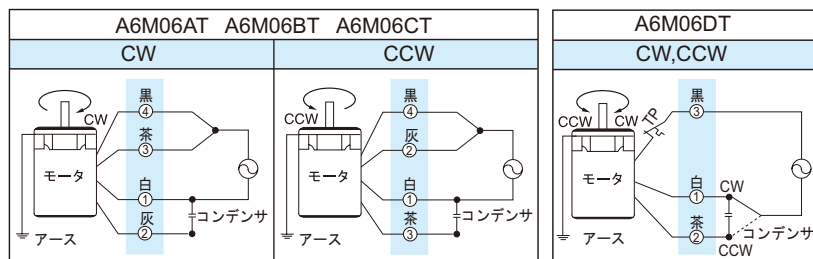 A6M06AT A6M06BT A6M06CT
CW
CCW
CW
モータ
アース
黒
④
茶
③
白
①
灰
②
コンデンサ
CCW
モータ
アース
黒
④
灰
②
白
①
茶
③
コンデンサ
A6M06DT
CW,CCW
CCW
CW
モータ
アース
TP
黒
③
白
①
茶
②
CW
CCW
コンデンサ